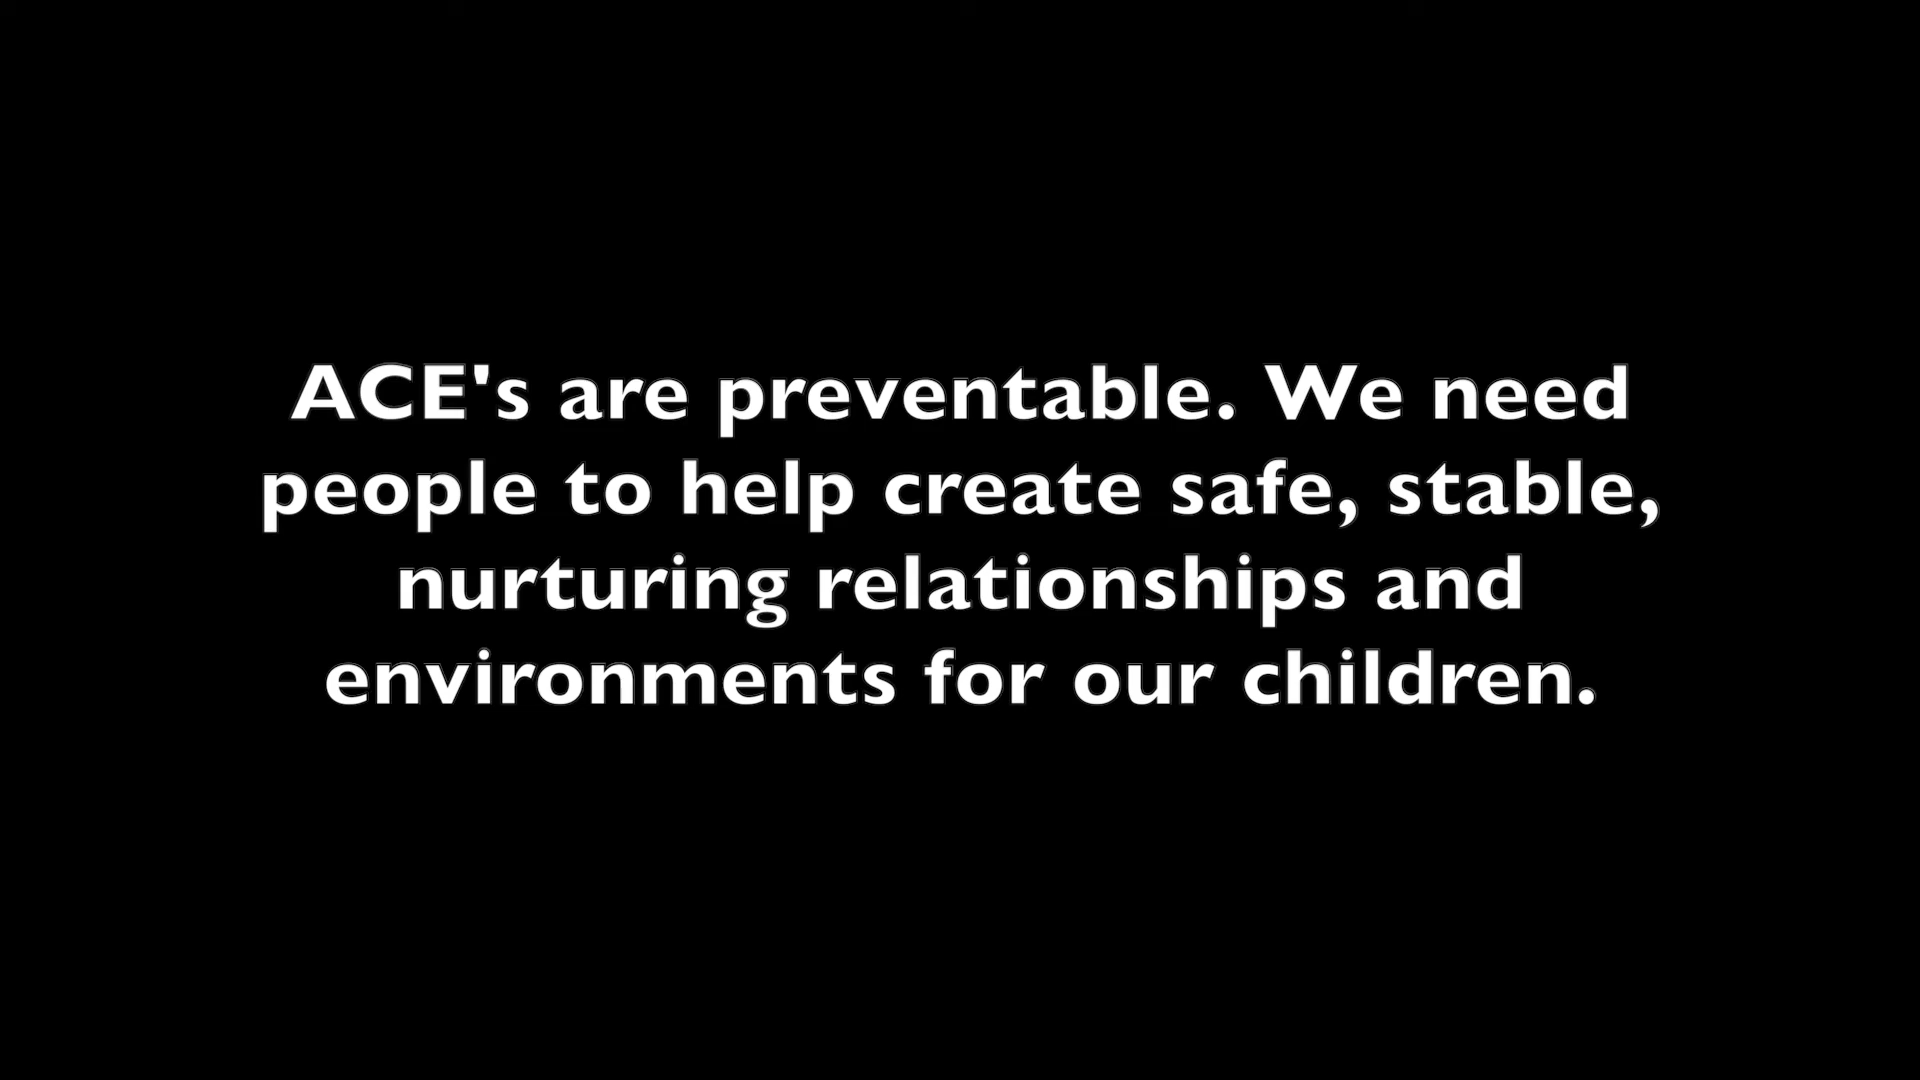 ACE's are preventable. We need
people to help create safe, stable,
nurturing relationships and
environments for our children.